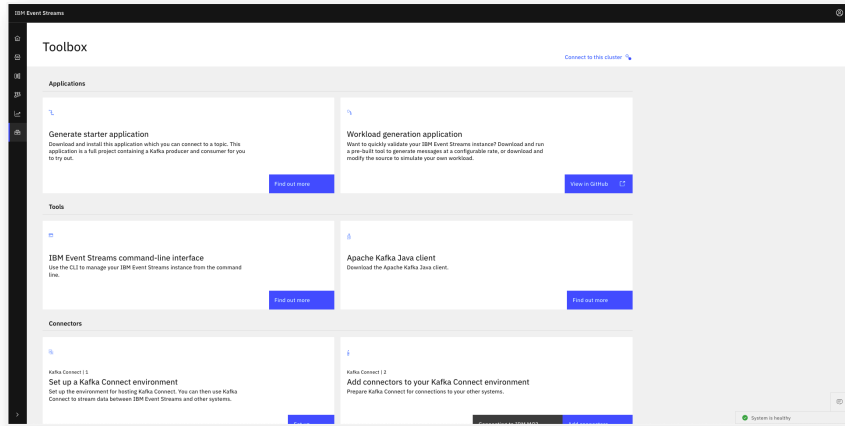 IBM Event Streams
Toolbox
Connect to this cluster
Applications
Generate starter application
Download and install this application which you can connect to a topic. This
application is a full project containing a Kafka producer and consumer for you
to try out.
Find out more
Workload generation application
Want to quickly validate your IBM Event Streams instance? Download and run
a pre-built tool to generate messages at a configurable rate, or download and
modify the source to simulate your own workload.
View in GitHub
Tools
IBM Event Streams command-line interface
Use the CLI to manage your IBM Event Streams instance from the command
line.
Find out more
Apache Kafka Java client
Download the Apache Kafka Java client.
Find out more
Connectors
Kafka Connect | 1
Set up a Kafka Connect environment
Set up the environment for hosting Kafka Connect. You can then use Kafka
Connect to stream data between IBM Event Streams and other systems.
Set up
Kafka Connect | 2
Add connectors to your Kafka Connect environment
Prepare Kafka Connect for connections to your other systems.
Connecting to IBM MQ?
Add connectors
System is healthy